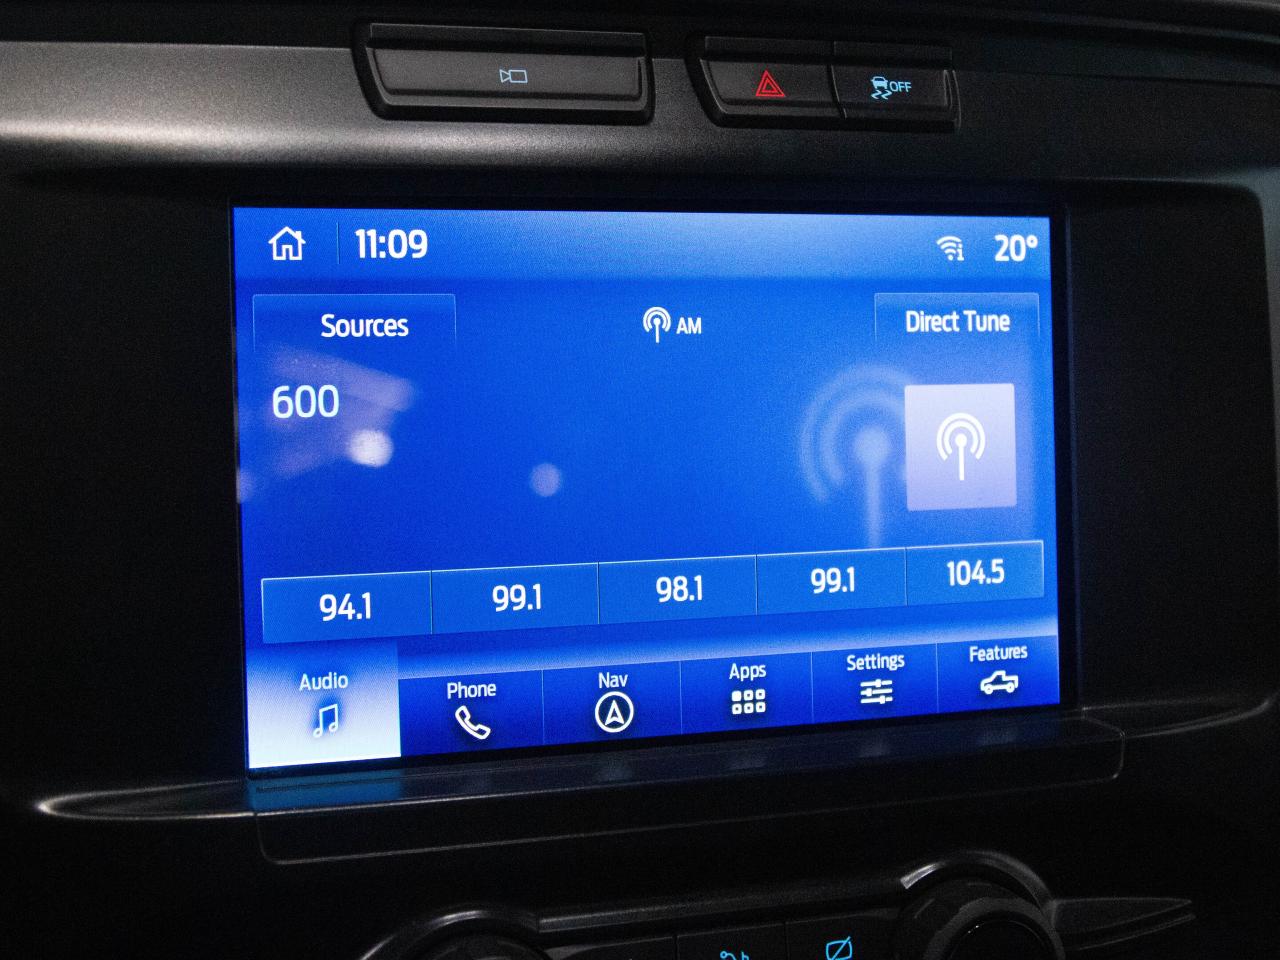 OFF
11:09
20°
Sources
AM
Direct Tune
600
94.1
99.1
98.1
99.1
104.5
Audio
Phone
Nav
Apps
Settings
Features